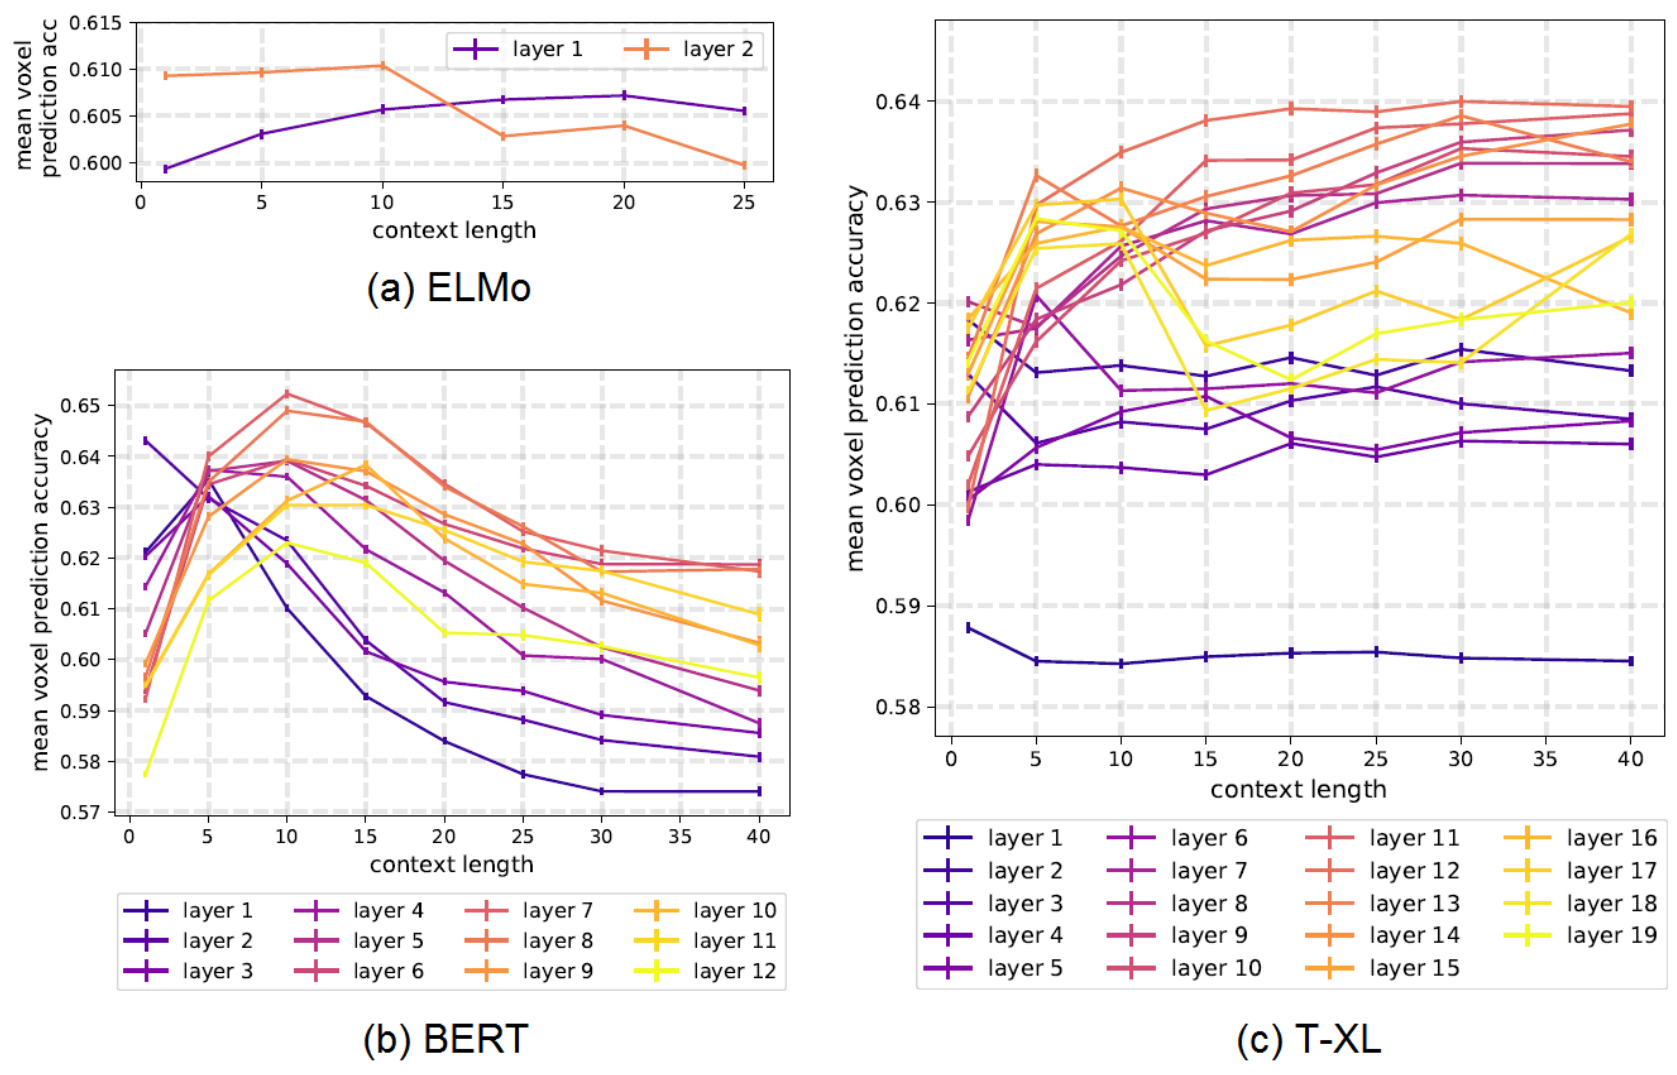 mean voxel
prediction acc
0.615
0.610
0.605
0.600
layer 1
layer 2
0
5
10
15
20
25
context length
(a) ELMo
mean voxel prediction accuracy
0.65
0.64
0.63
0.62
0.61
0.60
0.59
0.58
0.57
0
5
10
15
20
25
30
35
40
context length
layer 1
layer 4
layer 7
layer 10
layer 2
layer 5
layer 8
layer 11
layer 3
layer 6
layer 9
layer 12
(b) BERT
mean voxel prediction accuracy
0.64
0.63
0.62
0.61
0.60
0.59
0.58
0
5
10
15
20
25
30
35
40
context length
layer 1
layer 6
layer 11
layer 16
layer 2
layer 7
layer 12
layer 17
layer 3
layer 8
layer 13
layer 18
layer 4
layer 9
layer 14
layer 19
layer 5
layer 10
layer 15
(c) T-XL